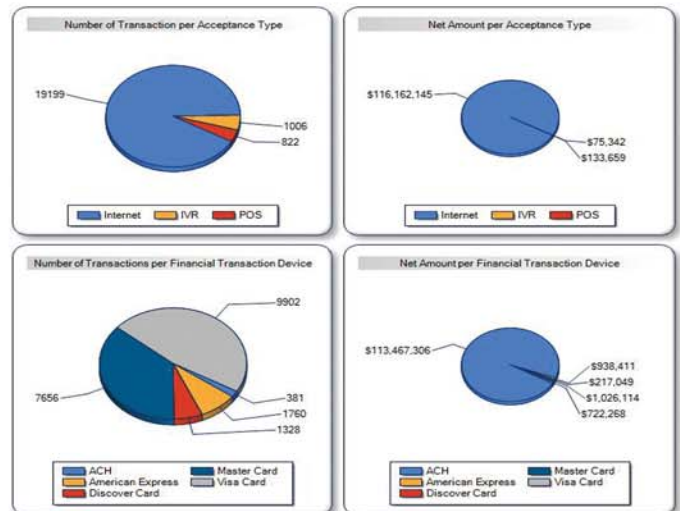 Number of Transaction per Acceptance Type
19199
1006
822
Internet IVR POS
Net Amount per Acceptance Type
$116,162,145
$75,342
$133,659
Internet IVR POS
Number of Transactions per Financial Transaction Device
9902
7656
381
1760
1328
ACH Master Card
American Express Visa Card
Discover Card
Net Amount per Financial Transaction Device
$113,467,306
$938,411
$217,049
$1,026,114
$722,268
ACH Master Card
American Express Visa Card
Discover Card